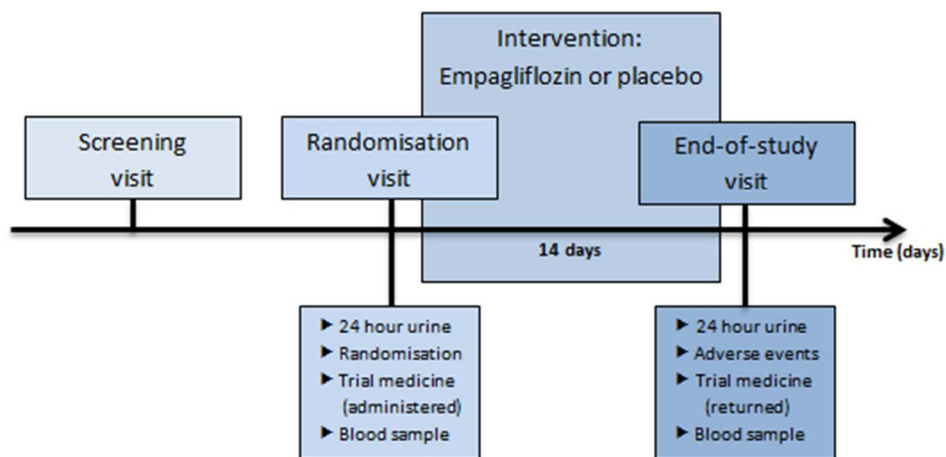 Intervention:
Empagliflozin or placebo
Screening
visit
Randomisation
visit
End-of-study
visit
14 days
Time (days)
► 24 hour urine
► Randomisation
► Trial medicine
(administered)
► Blood sample
► 24 hour urine
► Adverse events
► Trial medicine
(returned)
► Blood sample